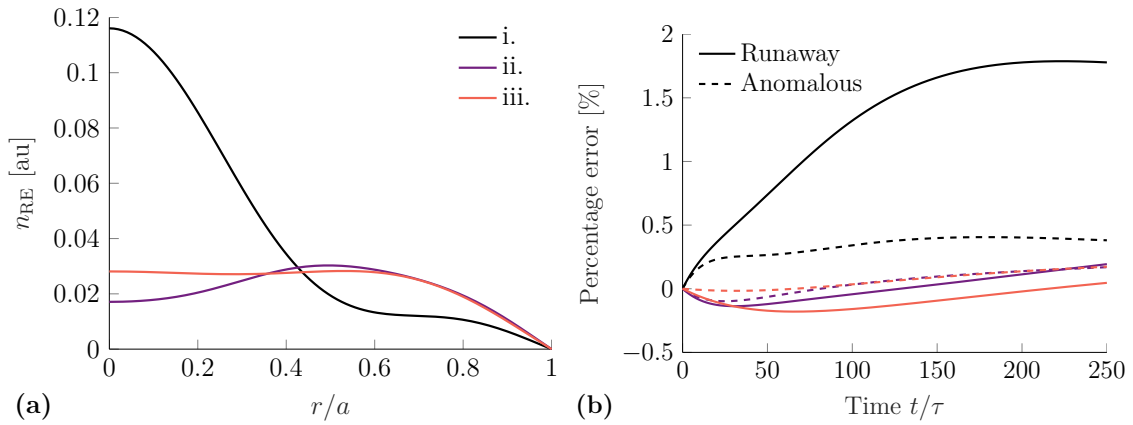 0.12
0.1
0.08
0.06
0.04
0.02
0
n_RE [au]
0
0.2
0.4
0.6
0.8
1
r/a
i.
ii.
iii.
(a)
2
1.5
1
0.5
0
−0.5
Percentage error [%]
0
50
100
150
200
250
Time t/τ
Runaway
Anomalous
(b)